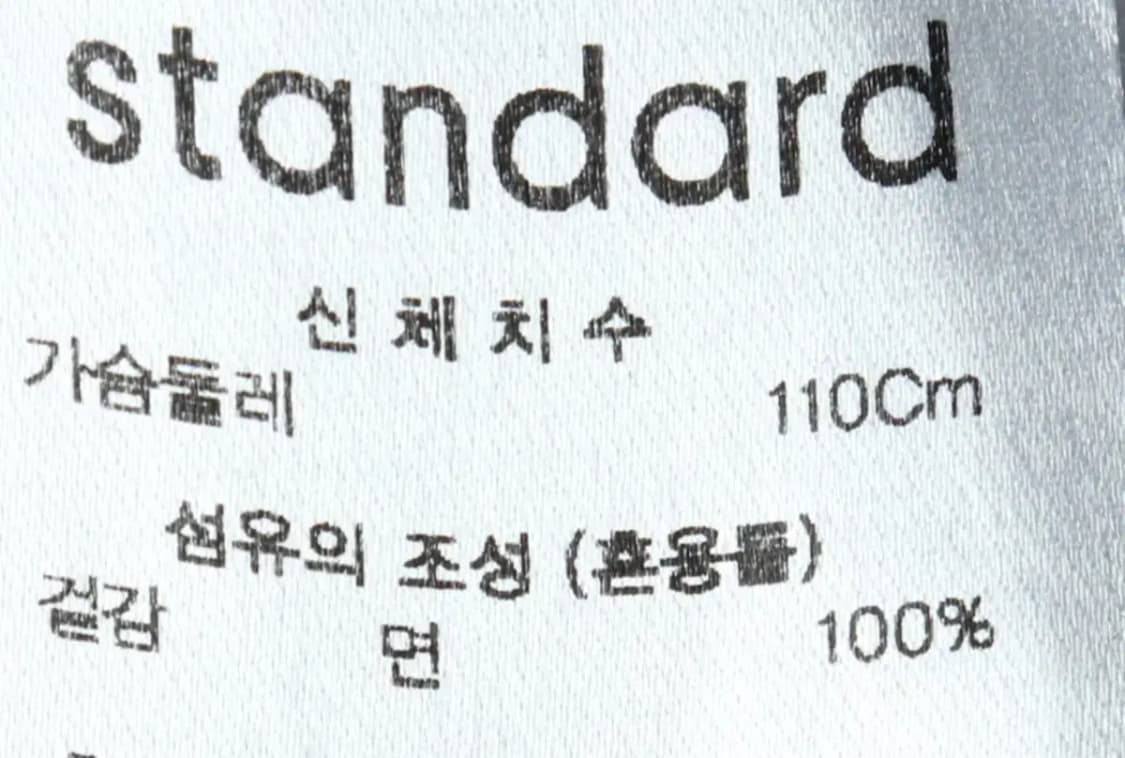 standard
신 체 치 수
가슴둘레 110Cm
섬유의 조성 (혼용률)
겉감 면 100%